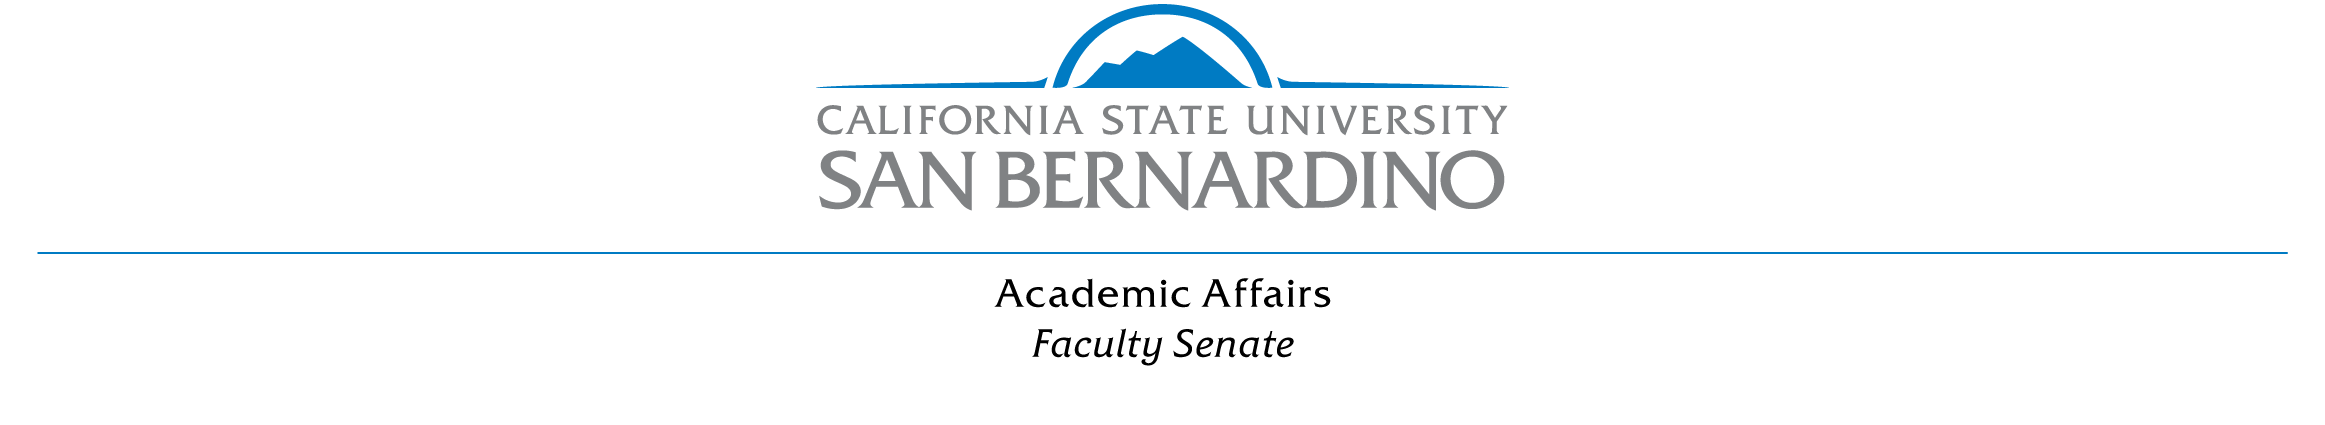 CALIFORNIA STATE UNIVERSITY
SAN BERNARDINO
Academic Affairs
Faculty Senate